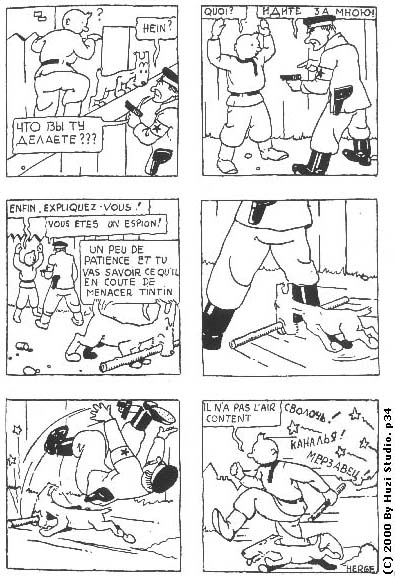 ?
HEIN?
ЧТО ВЫ ТУ
ДЕЛАЕТЕ???
QUOI?
ИДИТЕ ЗА МНОЮ!
ENFIN, EXPLIQUEZ-VOUS!
VOUS ETES UN ESPION!
UN PEU DE
PATIENCE ET TU
VAS SAVOIR CE QU'IL
EN COUTE DE
MENACER TINTIN
IL N'A PAS L'AIR
CONTENT
СВОЛОЧЬ!
КАНАЛЬЯ!
МЕРЗАВЕЦ!
HERGÉ
(C) 2000 By Huzi Studio. p34